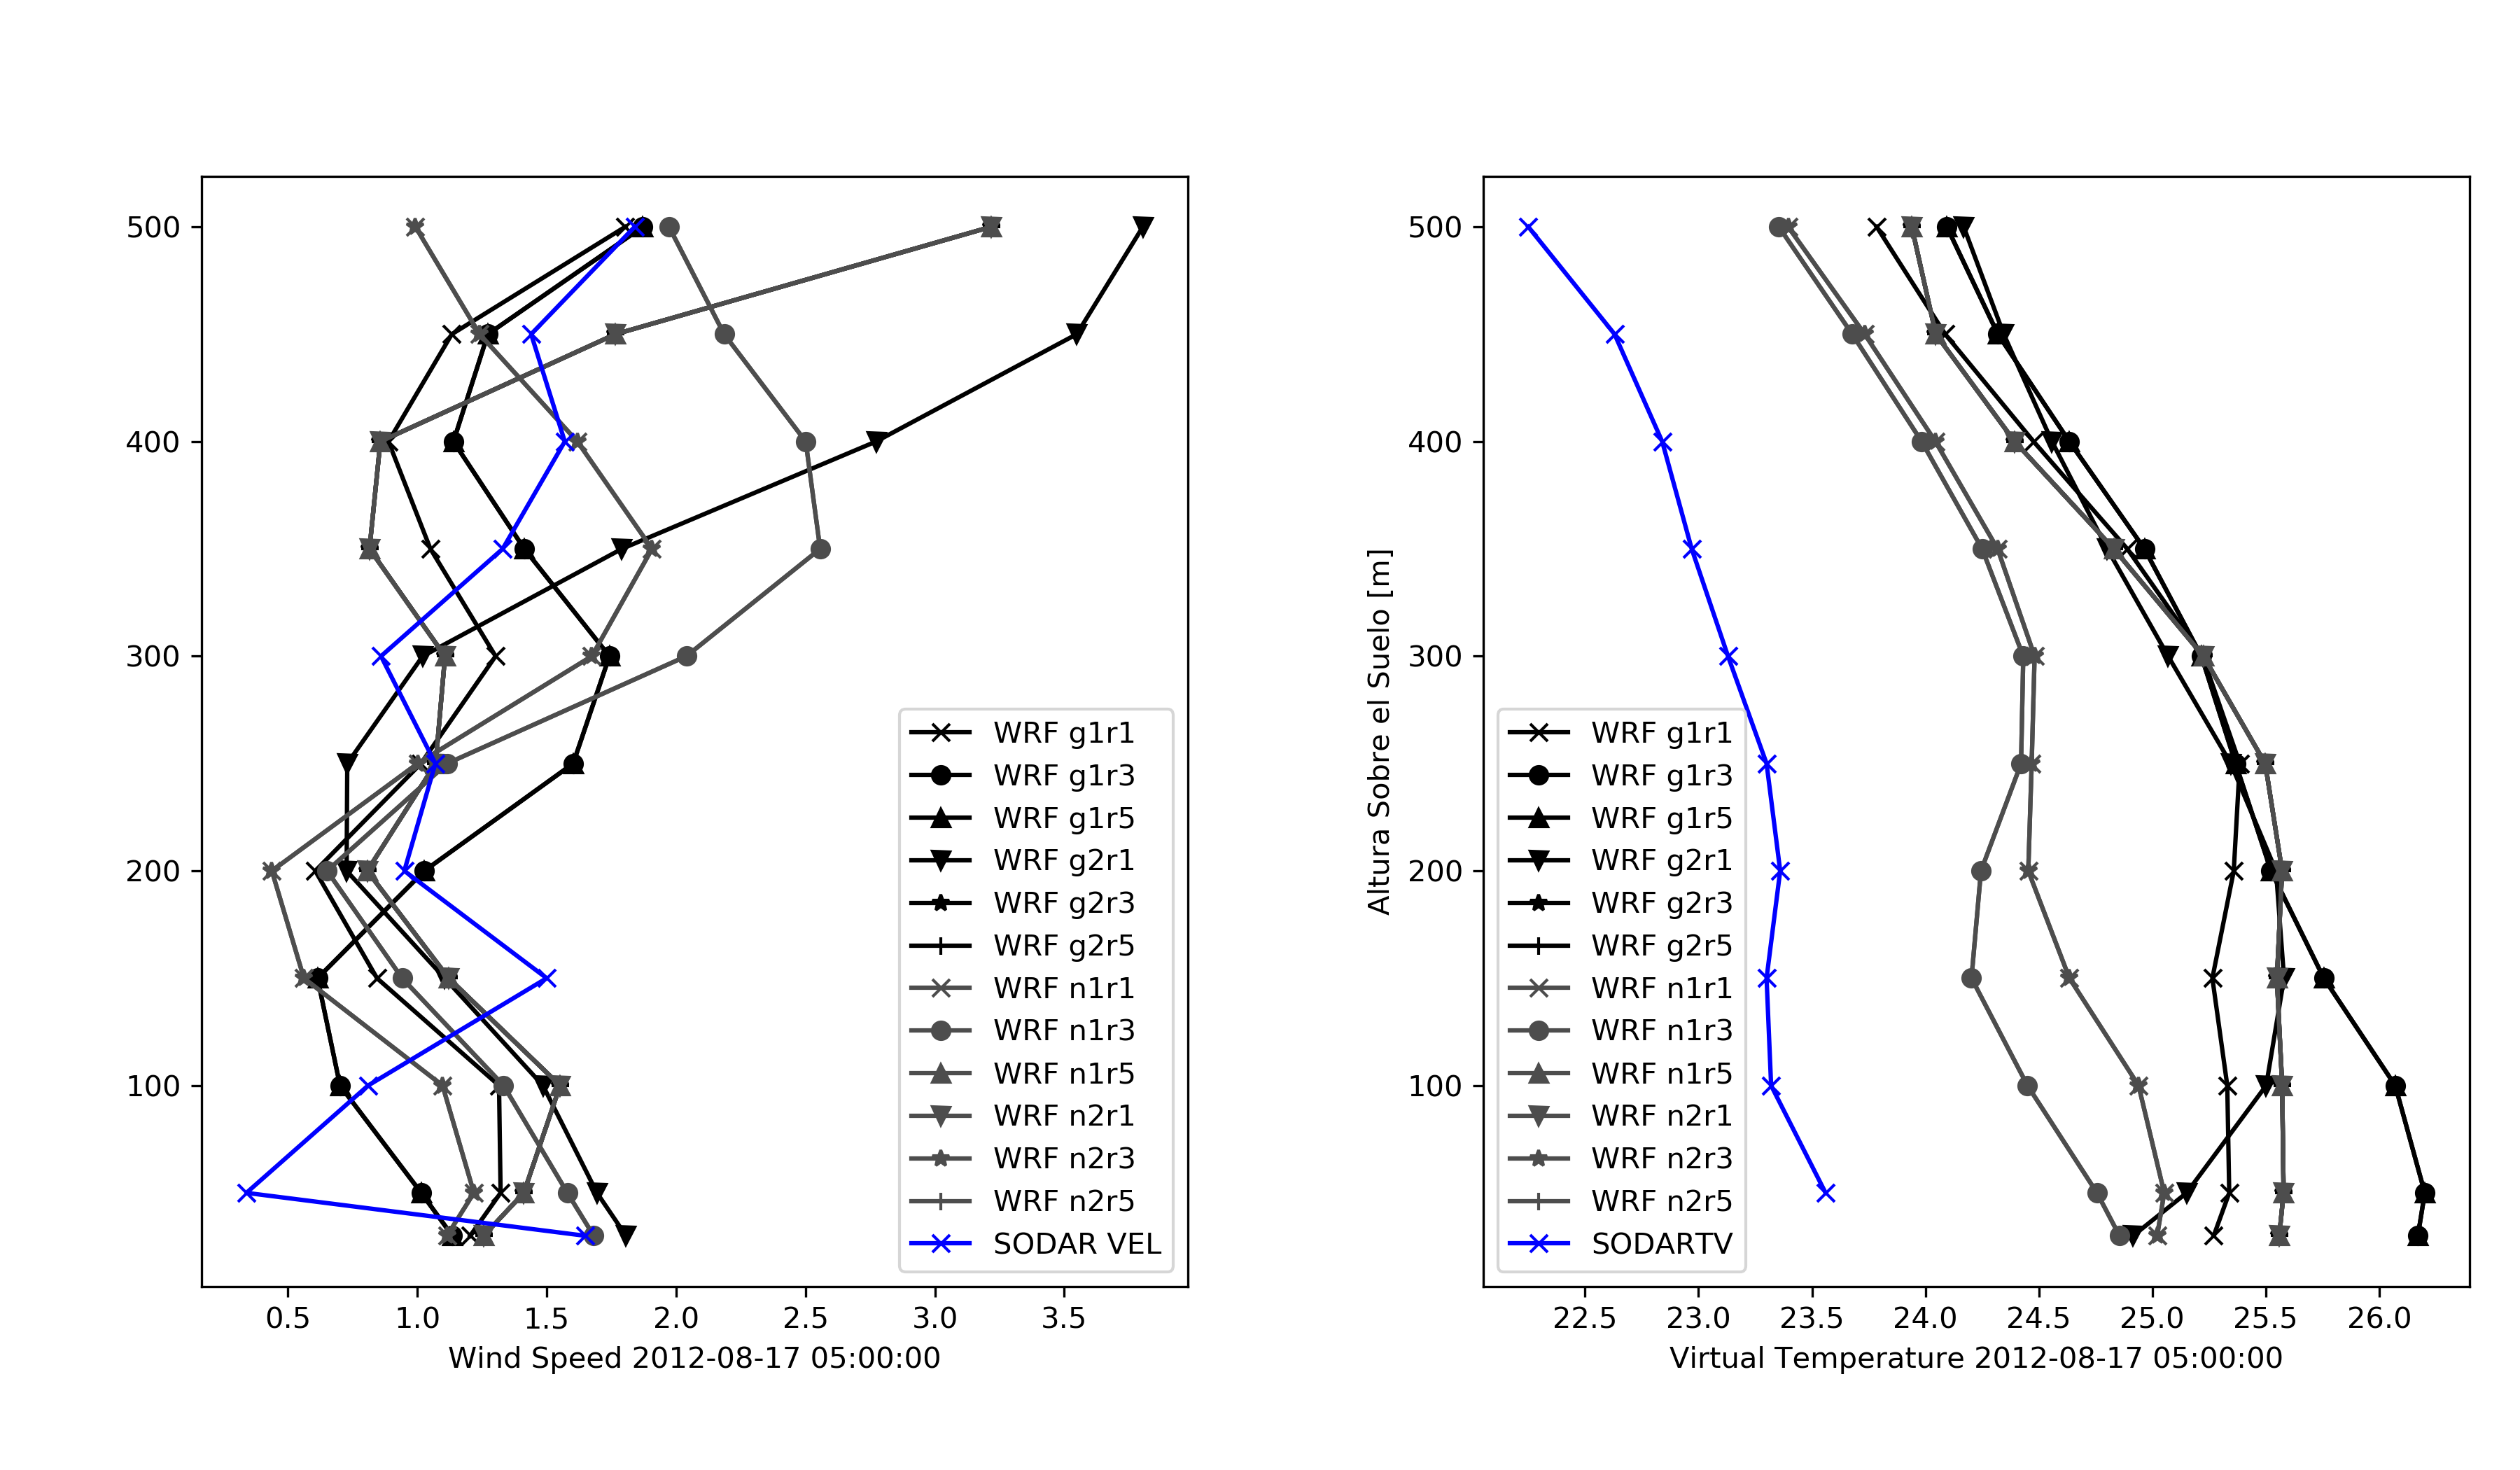 500
400
300
200
100
0.5 1.0 1.5 2.0 2.5 3.0 3.5
Wind Speed 2012-08-17 05:00:00
WRF g1r1
WRF g1r3
WRF g1r5
WRF g2r1
WRF g2r3
WRF g2r5
WRF n1r1
WRF n1r3
WRF n1r5
WRF n2r1
WRF n2r3
WRF n2r5
SODAR VEL
Altura Sobre el Suelo [m]
500
400
300
200
100
22.5 23.0 23.5 24.0 24.5 25.0 25.5 26.0
Virtual Temperature 2012-08-17 05:00:00
WRF g1r1
WRF g1r3
WRF g1r5
WRF g2r1
WRF g2r3
WRF g2r5
WRF n1r1
WRF n1r3
WRF n1r5
WRF n2r1
WRF n2r3
WRF n2r5
SODARTV